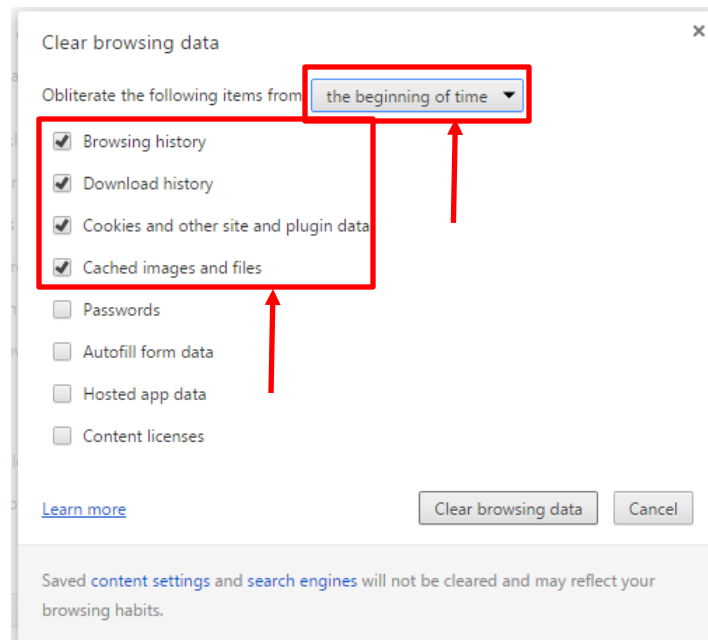 Clear browsing data
Obliterate the following items from the beginning of time
Browsing history
Download history
Cookies and other site and plugin data
Cached images and files
Passwords
Autofill form data
Hosted app data
Content licenses
Learn more Clear browsing data Cancel
Saved content settings and search engines will not be cleared and may reflect your
browsing habits.